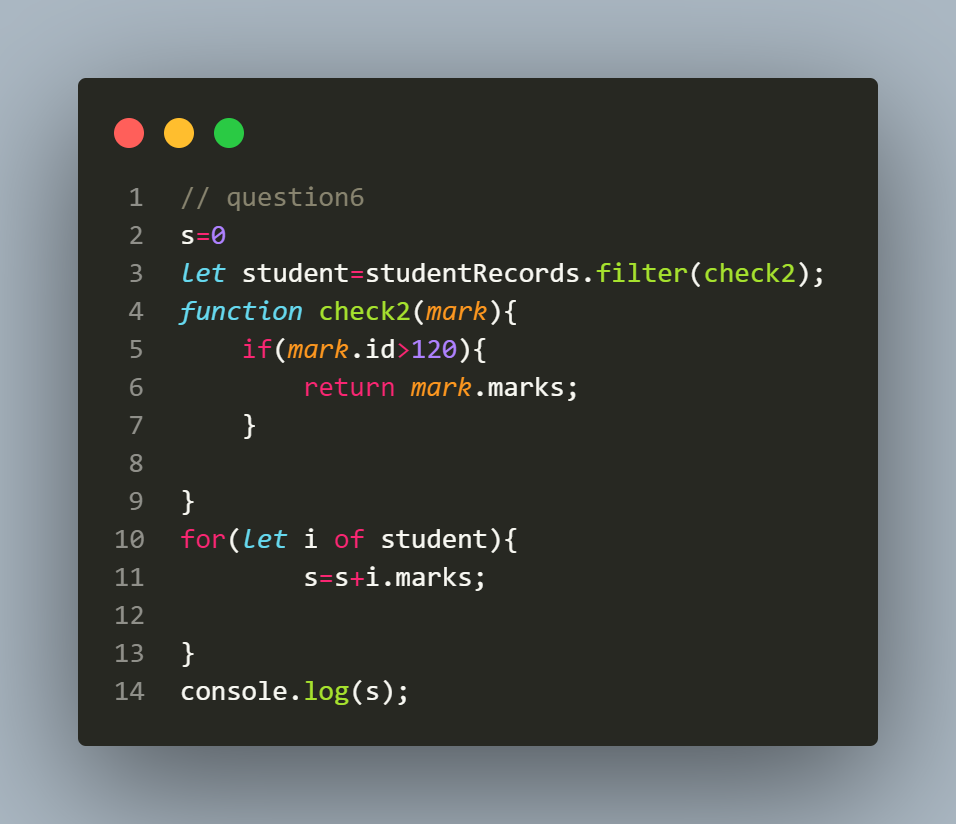 1 // question6
2 s=0
3 let student=studentRecords.filter(check2);
4 function check2(mark){
5     if(mark.id>120){
6         return mark.marks;
7     }
8
9 }
10 for(let i of student){
11         s=s+i.marks;
12
13 }
14 console.log(s);